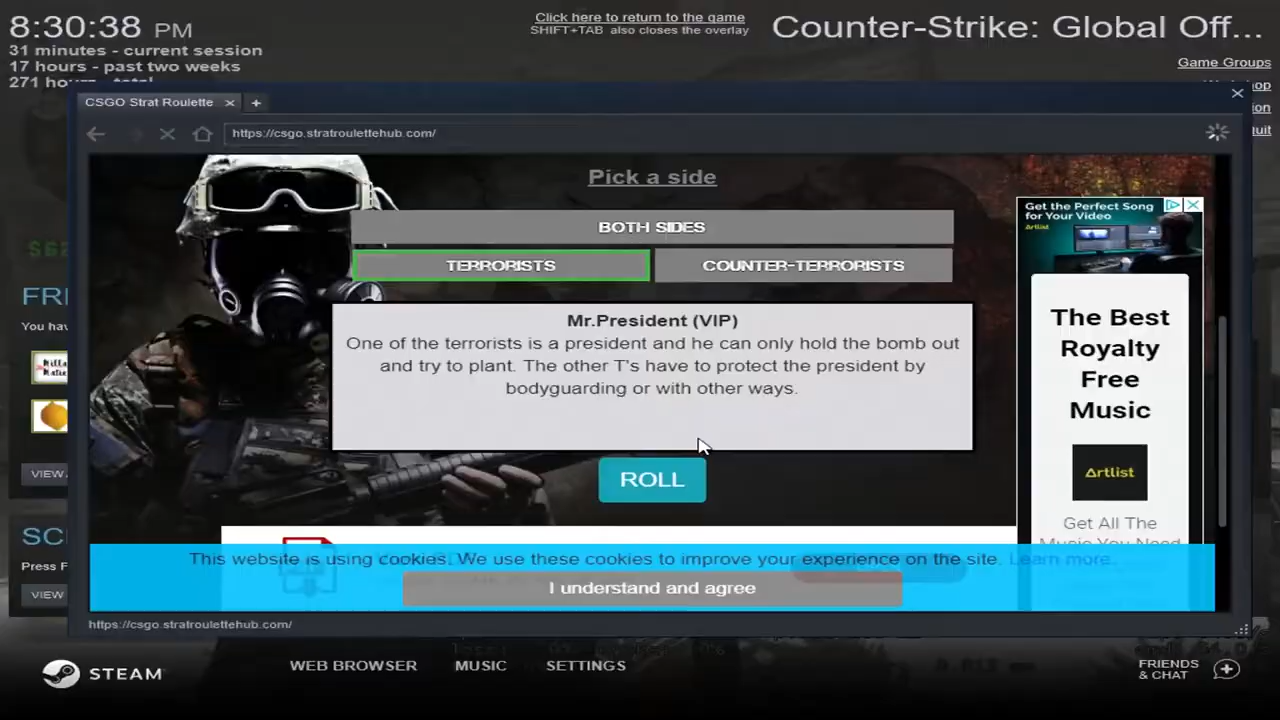 8:30:38 PM
31 minutes - current session
17 hours - past two weeks
271 hours - total
Click here to return to the game
SHIFT+TAB also closes the overlay
Counter-Strike: Global Off...
Game Groups
CSGO Strat Roulette
https://csgo.stratroulettehub.com/
Pick a side
BOTH SIDES
TERRORISTS
COUNTER-TERRORISTS
Mr.President (VIP)
One of the terrorists is a president and he can only hold the bomb out
and try to plant. The other T's have to protect the president by
bodyguarding or with other ways.
ROLL
Get the Perfect Song
for Your Video
Artlist
The Best
Royalty
Free
Music
Artlist
Get All The
Music You Need
FRI
You hav
VIEW
SC
Press F
VIEW
This website is using cookies. We use these cookies to improve your experience on the site. Learn more.
I understand and agree
https://csgo.stratroulettehub.com/
STEAM
WEB BROWSER
MUSIC
SETTINGS
FRIENDS
& CHAT